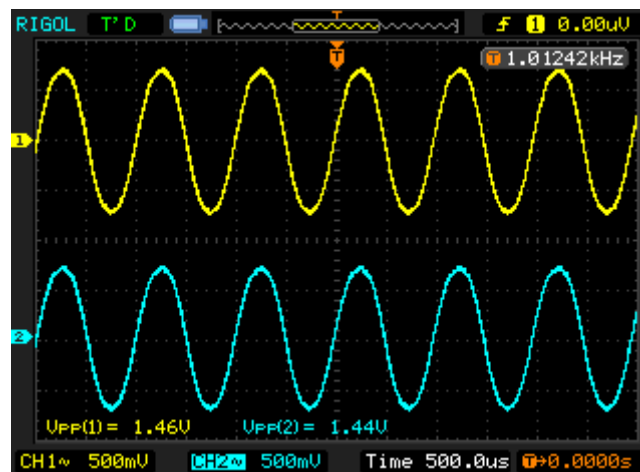 RIGOL T'D T f 1 0.00uV
T 1.01242kHz
T
1
2
VPP(1)= 1.46V VPP(2)= 1.44V
CH1~ 500mV CH2~ 500mV Time 500.0us T→0.0000s